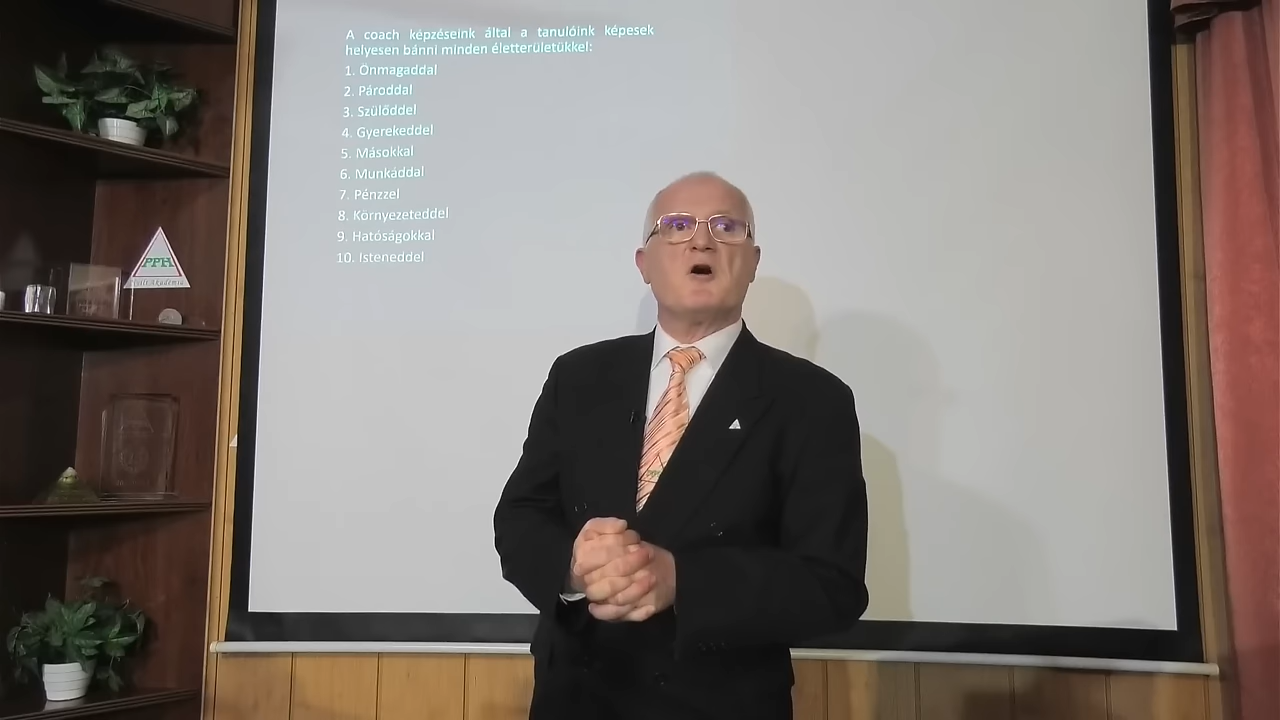 A coach képzéseink által a tanulóink képesek
helyesen bánni minden életterületükkel:
1. Önmagaddal
2. Pároddal
3. Szülőddel
4. Gyerekeddel
5. Másokkal
6. Munkáddal
7. Pénzzel
8. Környezeteddel
9. Hatóságokkal
10. Isteneddel
PPH